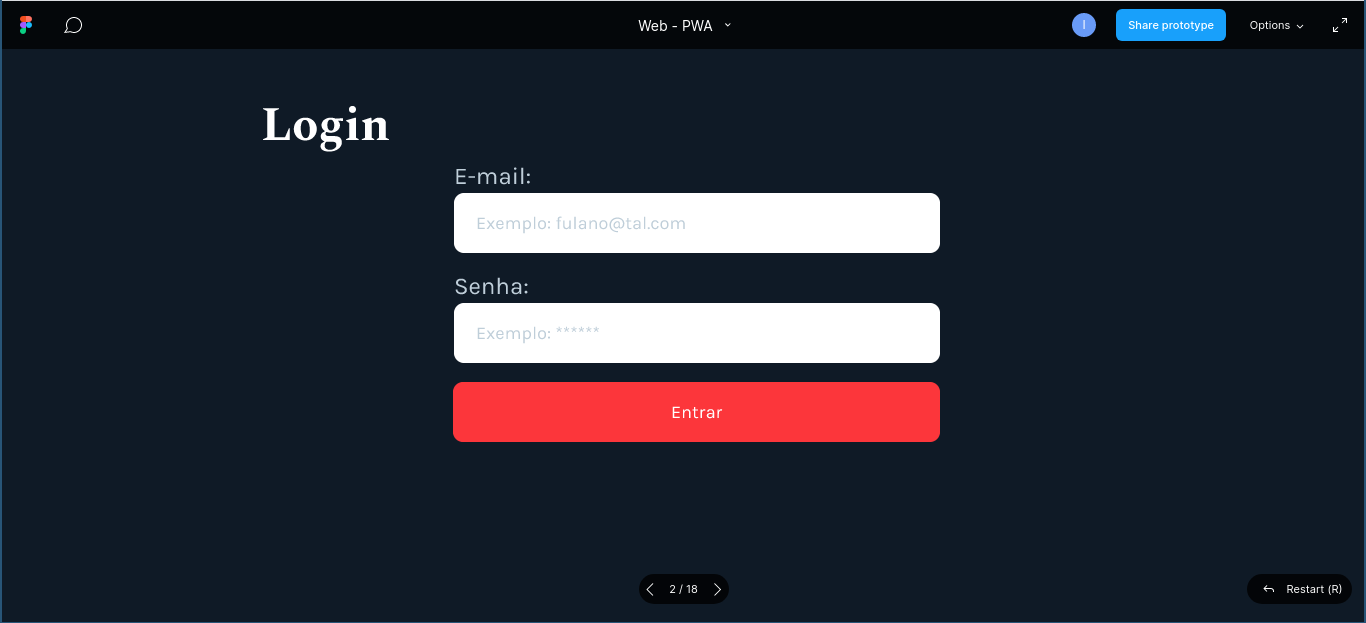 Web - PWA
I
Share prototype
Options
Login
E-mail:
Exemplo: fulano@tal.com
Senha:
Exemplo: ******
Entrar
2 / 18
Restart (R)